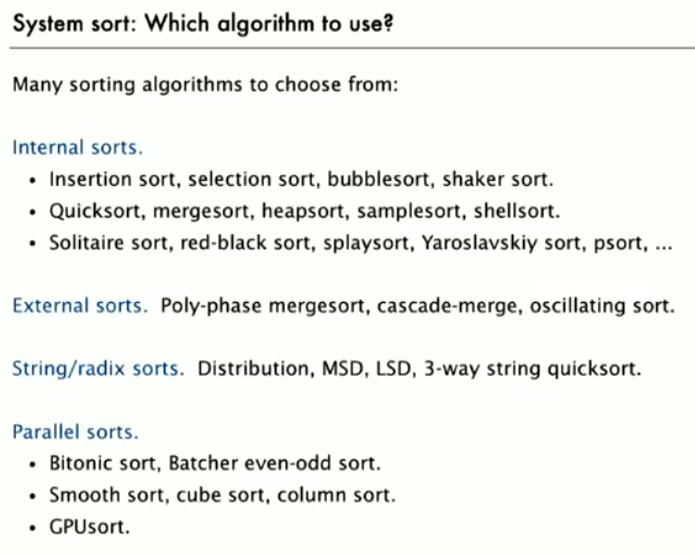 System sort: Which algorithm to use?
Many sorting algorithms to choose from:
Internal sorts.
• Insertion sort, selection sort, bubblesort, shaker sort.
• Quicksort, mergesort, heapsort, samplesort, shellsort.
• Solitaire sort, red-black sort, splaysort, Yaroslavskiy sort, psort, ...
External sorts. Poly-phase mergesort, cascade-merge, oscillating sort.
String/radix sorts. Distribution, MSD, LSD, 3-way string quicksort.
Parallel sorts.
• Bitonic sort, Batcher even-odd sort.
• Smooth sort, cube sort, column sort.
• GPUsort.